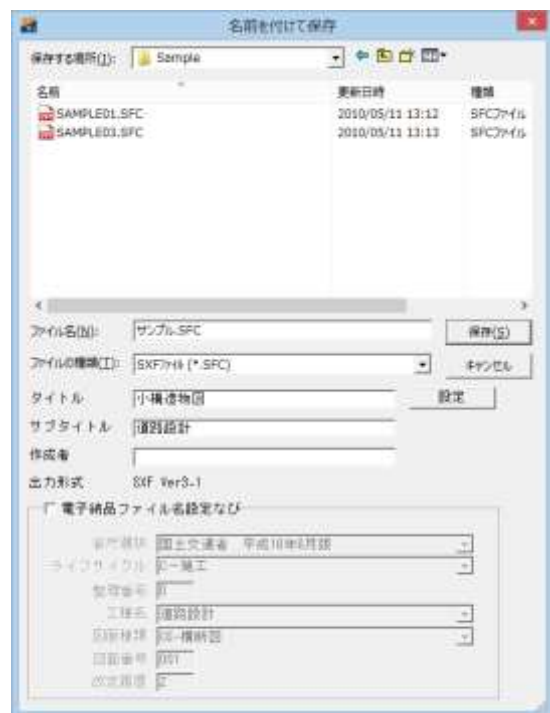 名前を付けて保存
保存する場所(I): Sample
名前 更新日時 種類
SAMPLE01.SFC 2010/05/11 13:12 SFCファイル
SAMPLE03.SFC 2010/05/11 13:13 SFCファイル
ファイル名(N): サンプル.SFC 保存(S)
ファイルの種類(T): SXFファイル (*.SFC) キャンセル
タイトル 小構造物図 設定
サブタイトル 道路設計
作成者
出力形式 SXF Ver3.1
電子納品ファイル名設定なび
国土交通省
ライフサイクル C-施工
整理番号 0
工種名 道路設計
図面種類 CS-横断図
図面番号 001
改定履歴 Z